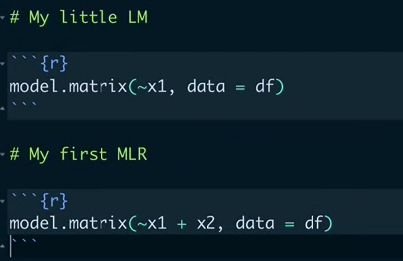 # My little LM
```{r}
model.matrix(~x1, data = df)
```
# My first MLR
```{r}
model.matrix(~x1 + x2, data = df)
```